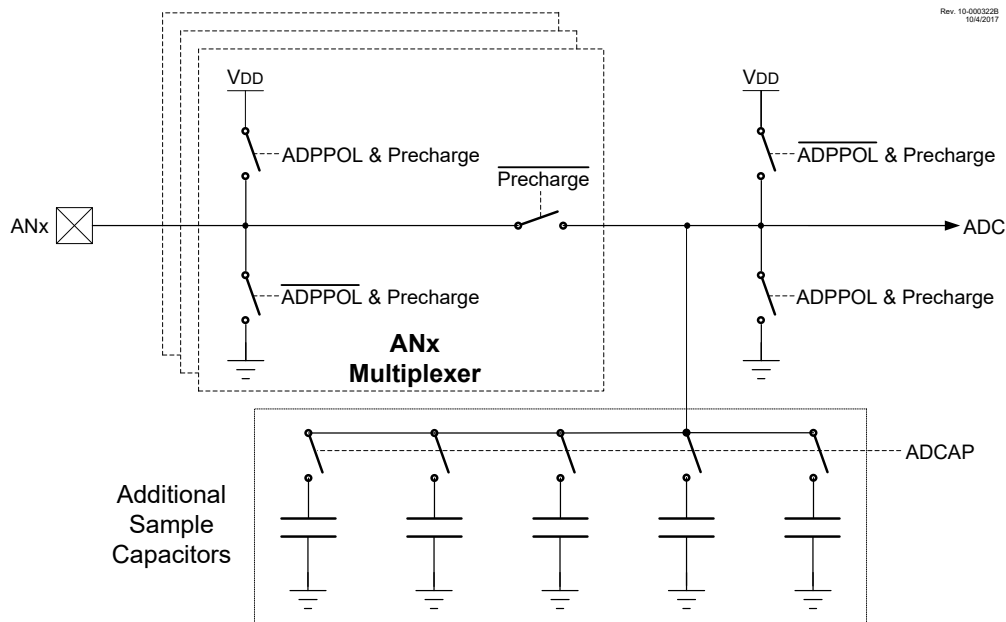 Rev. 10-000322B
10/4/2017
VDD
VDD
ADPPOL & Precharge
ADPPOL & Precharge
Precharge
ANx
ADC
ADPPOL & Precharge
ADPPOL & Precharge
ANx
Multiplexer
ADCAP
Additional
Sample
Capacitors